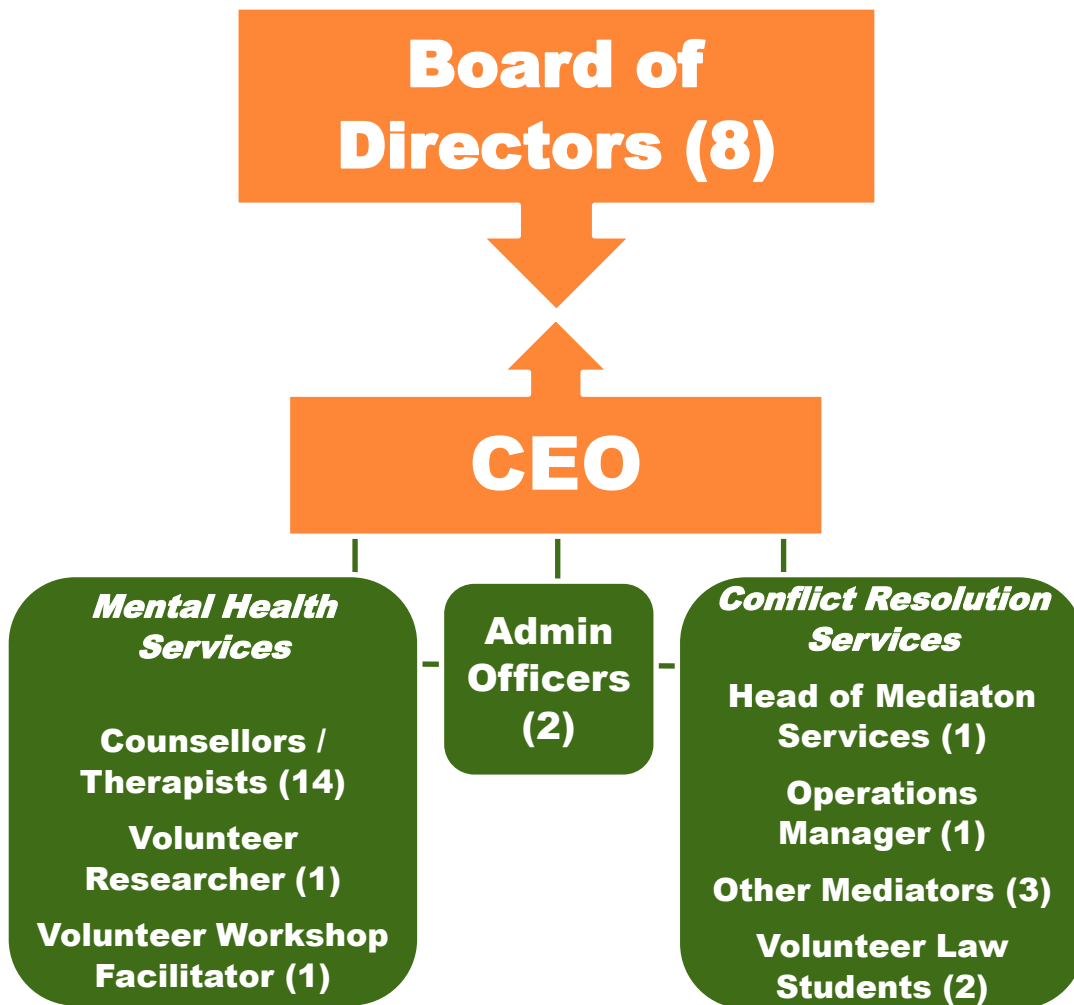 Board of
Directors (8)
CEO
Mental Health
Services
Counsellors /
Therapists (14)
Volunteer
Researcher (1)
Volunteer Workshop
Facilitator (1)
Admin
Officers
(2)
Conflict Resolution
Services
Head of Mediaton
Services (1)
Operations
Manager (1)
Other Mediators (3)
Volunteer Law
Students (2)